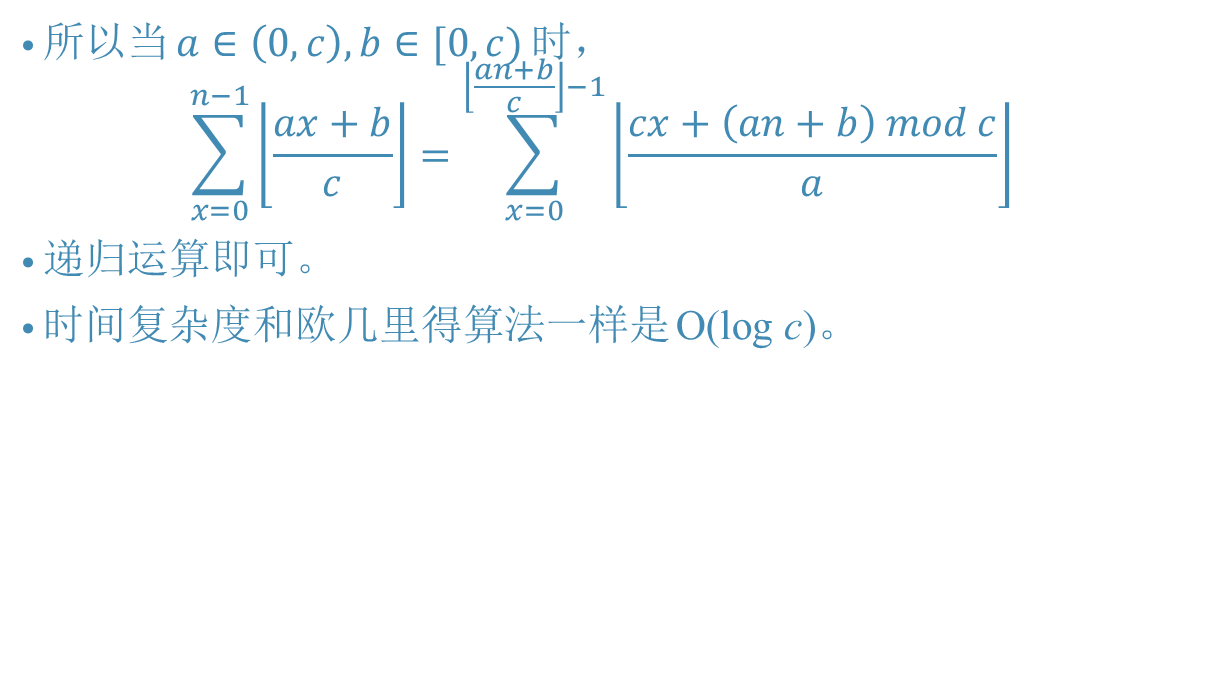 • 所以当 a ∈ (0, c), b ∈ [0, c) 时，
∑_{x=0}^{n−1} ⌊(ax + b)/c⌋ = ∑_{x=0}^{⌊(an+b)/c⌋−1} ⌊(cx + (an + b) mod c)/a⌋
• 递归运算即可。
• 时间复杂度和欧几里得算法一样是O(log c)。